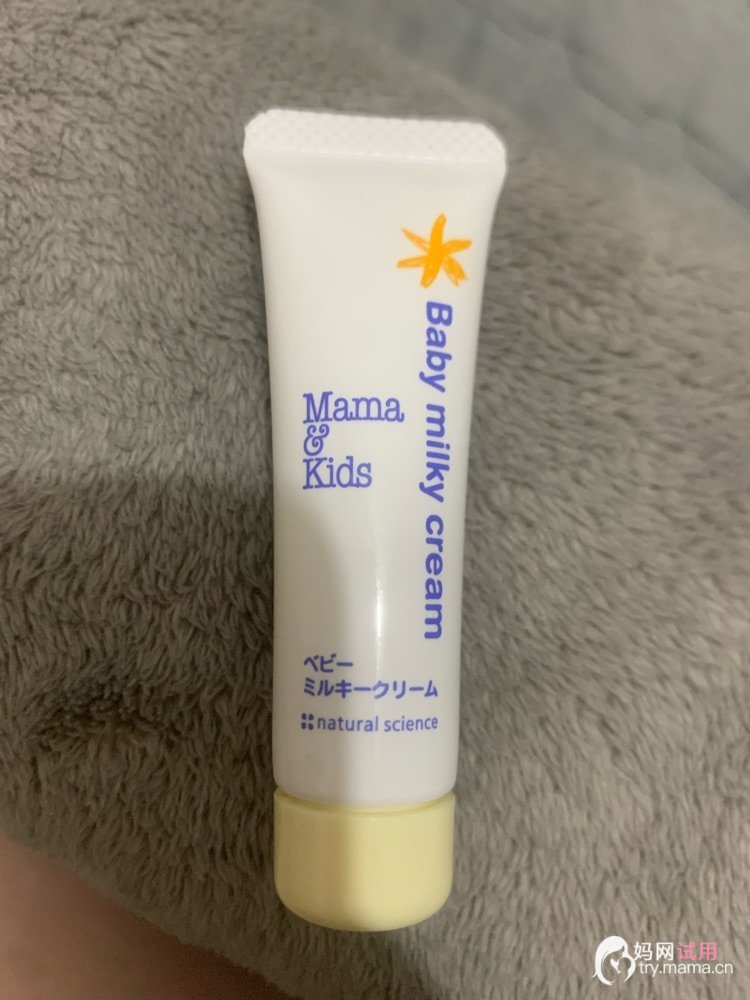 Baby milky cream
Mama
&
Kids
ベビー
ミルキークリーム
natural science
妈网试用
try.mama.cn